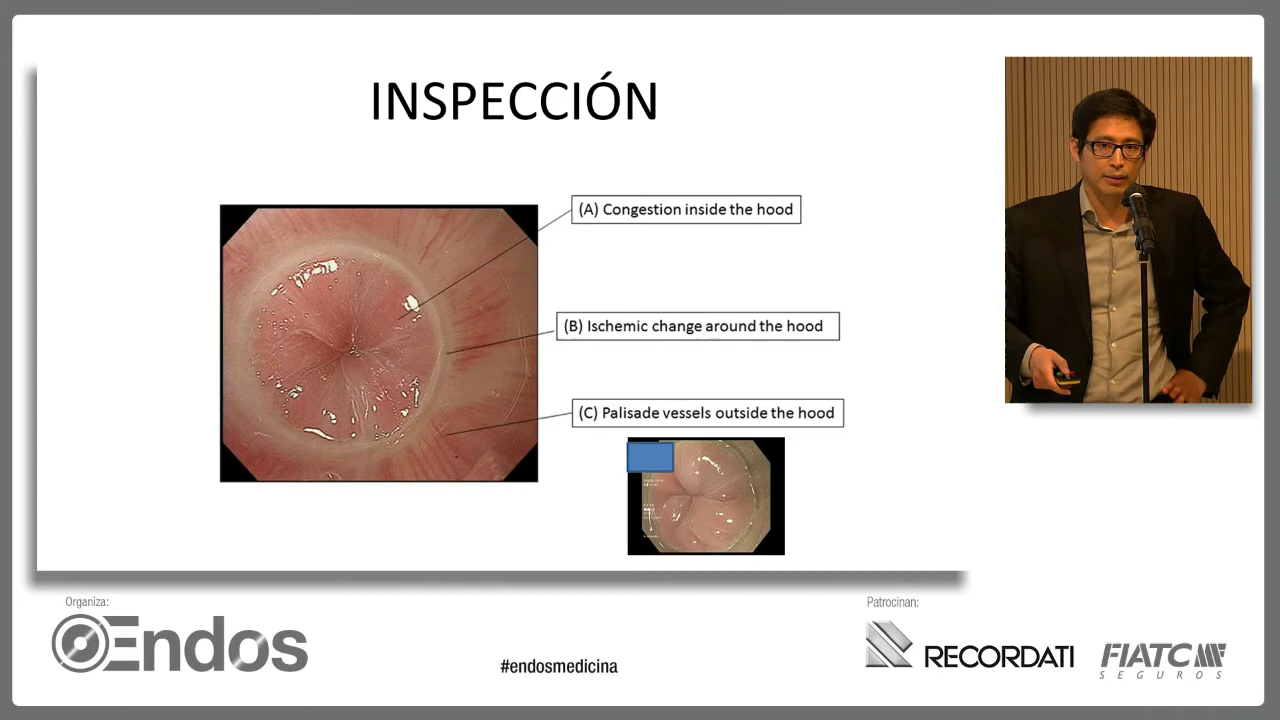 INSPECCIÓN
(A) Congestion inside the hood
(B) Ischemic change around the hood
(C) Palisade vessels outside the hood
Organiza:
Endos
#endosmedicina
Patrocinan:
RECORDATI
FIATC
SEGUROS